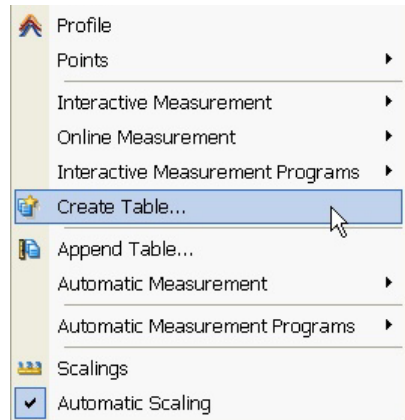 Profile
Points
Interactive Measurement
Online Measurement
Interactive Measurement Programs
Create Table...
Append Table...
Automatic Measurement
Automatic Measurement Programs
Scalings
Automatic Scaling